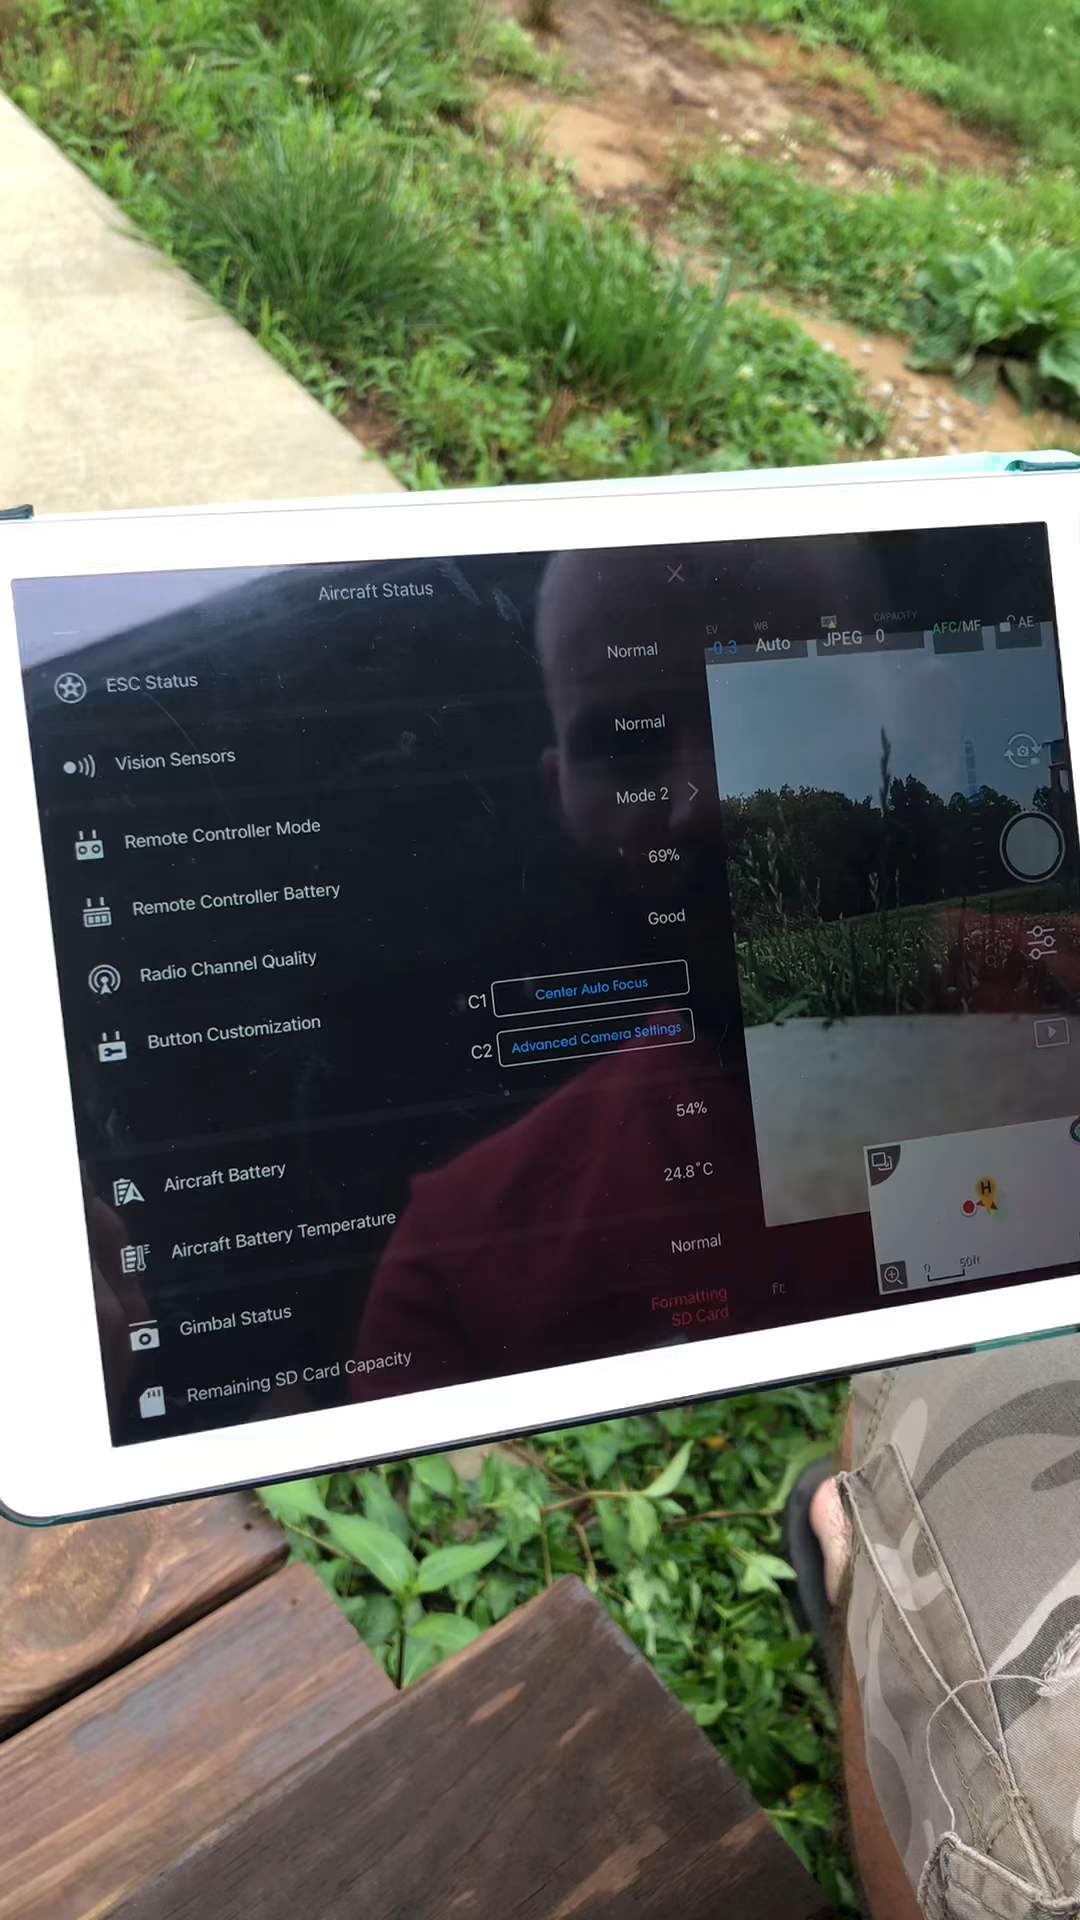 Aircraft Status
ESC Status Normal
Vision Sensors Normal
Remote Controller Mode Mode 2
Remote Controller Battery 69%
Radio Channel Quality Good
Button Customization C1 Center Auto Focus
C2 Advanced Camera Settings
Aircraft Battery 54%
Aircraft Battery Temperature 24.8°C
Gimbal Status Normal
Remaining SD Card Capacity Formatting
SD Card
EV
-0.3
WB
Auto
JPEG
CAPACITY
0
AFC/MF
AE
H
0 50ft